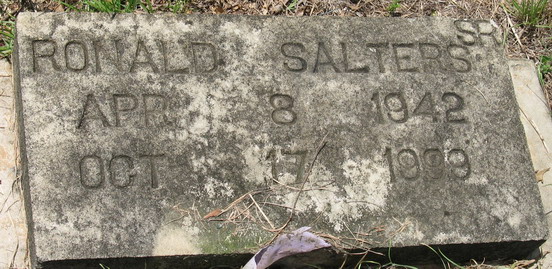 RONALD SALTERS SR
APR 8 1942
OCT 17 1999